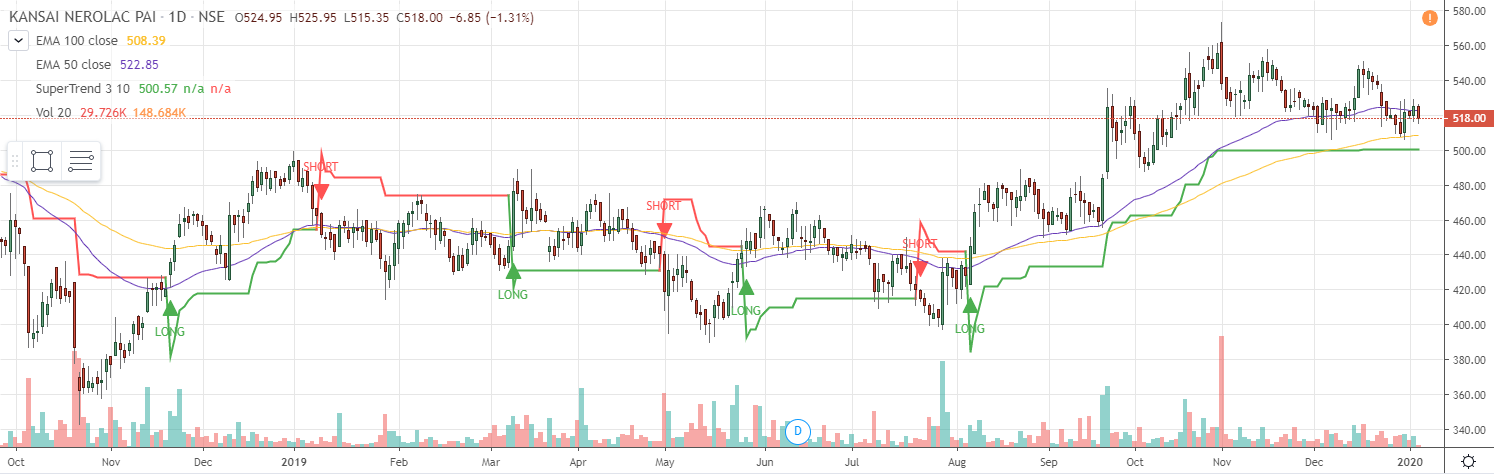 KANSAI NEROLAC PAI · 1D · NSE O524.95 H525.95 L515.35 C518.00 −6.85 (−1.31%)
EMA 100 close 508.39
EMA 50 close 522.85
SuperTrend 3 10 500.57 n/a n/a
Vol 20 29.726K 148.684K
580.00
560.00
540.00
518.00
500.00
480.00
460.00
440.00
420.00
400.00
380.00
360.00
340.00
!
SHORT
SHORT
SHORT
LONG
LONG
LONG
LONG
D
Oct Nov Dec 2019 Feb Mar Apr May Jun Jul Aug Sep Oct Nov Dec 2020